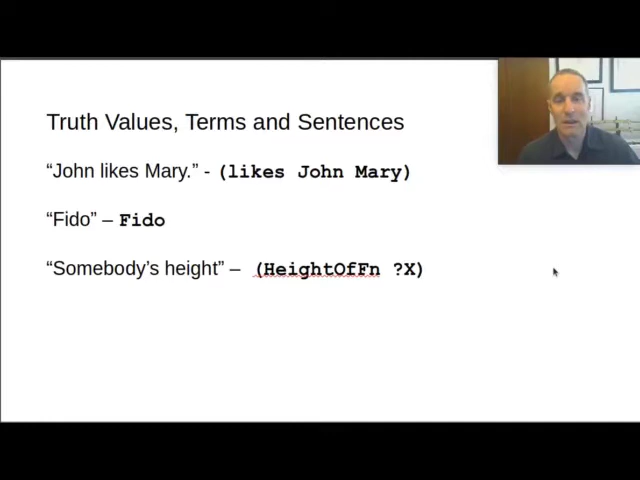 Truth Values, Terms and Sentences
“John likes Mary.” - (likes John Mary)
“Fido” – Fido
“Somebody’s height” – (HeightOfFn ?X)